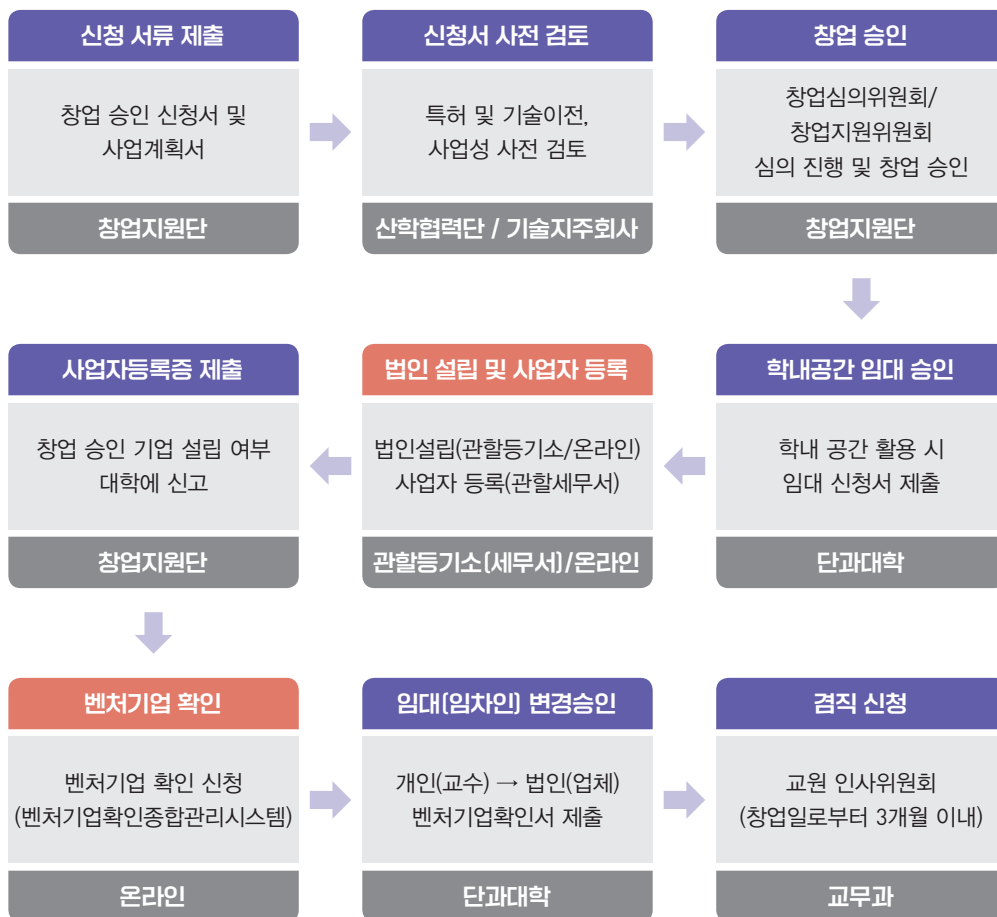 신청 서류 제출
창업 승인 신청서 및
사업계획서
창업지원단
신청서 사전 검토
특허 및 기술이전,
사업성 사전 검토
산학협력단 / 기술지주회사
창업 승인
창업심의위원회/
창업지원위원회
심의 진행 및 창업 승인
창업지원단
학내공간 임대 승인
학내 공간 활용 시
임대 신청서 제출
단과대학
법인 설립 및 사업자 등록
법인설립(관할등기소/온라인)
사업자 등록(관할세무서)
관할등기소(세무서)/온라인
사업자등록증 제출
창업 승인 기업 설립 여부
대학에 신고
창업지원단
벤처기업 확인
벤처기업 확인 신청
(벤처기업확인종합관리시스템)
온라인
임대(임차인) 변경승인
개인(교수) → 법인(업체)
벤처기업확인서 제출
단과대학
겸직 신청
교원 인사위원회
(창업일로부터 3개월 이내)
교무과